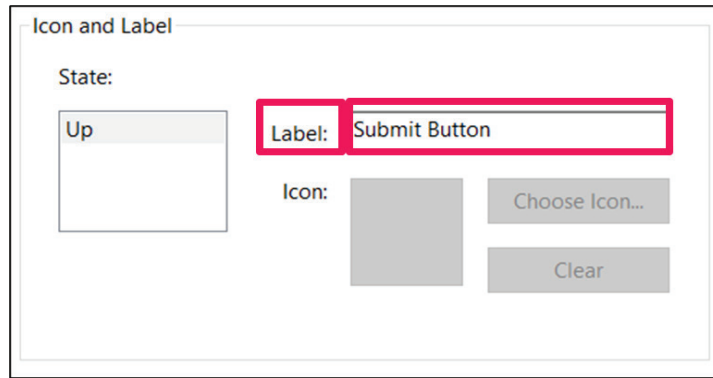 Icon and Label
State:
Up
Label: Submit Button
Icon:
Choose Icon...
Clear